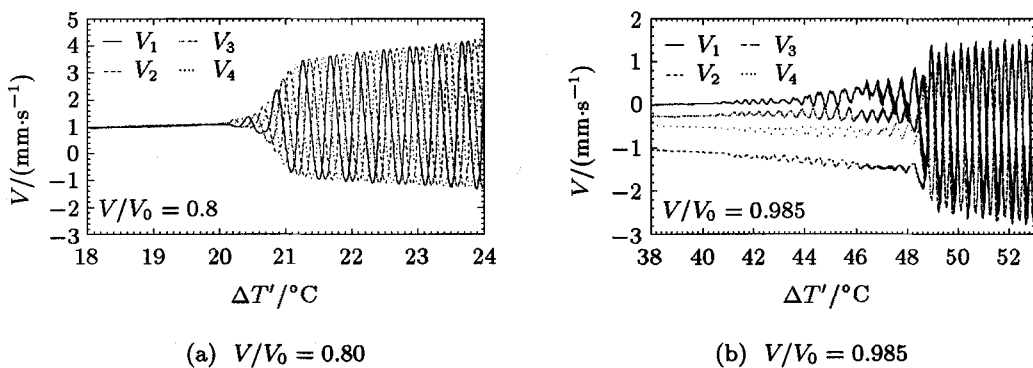 5
4
3
2
1
0
−1
−2
−3
V/(mm·s⁻¹)
V₁ V₃
V₂ V₄
V/V₀ = 0.8
18 19 20 21 22 23 24
ΔT′/°C
(a) V/V₀ = 0.80
2
1
0
−1
−2
−3
V/(mm·s⁻¹)
V₁ V₃
V₂ V₄
V/V₀ = 0.985
38 40 42 44 46 48 50 52
ΔT′/°C
(b) V/V₀ = 0.985